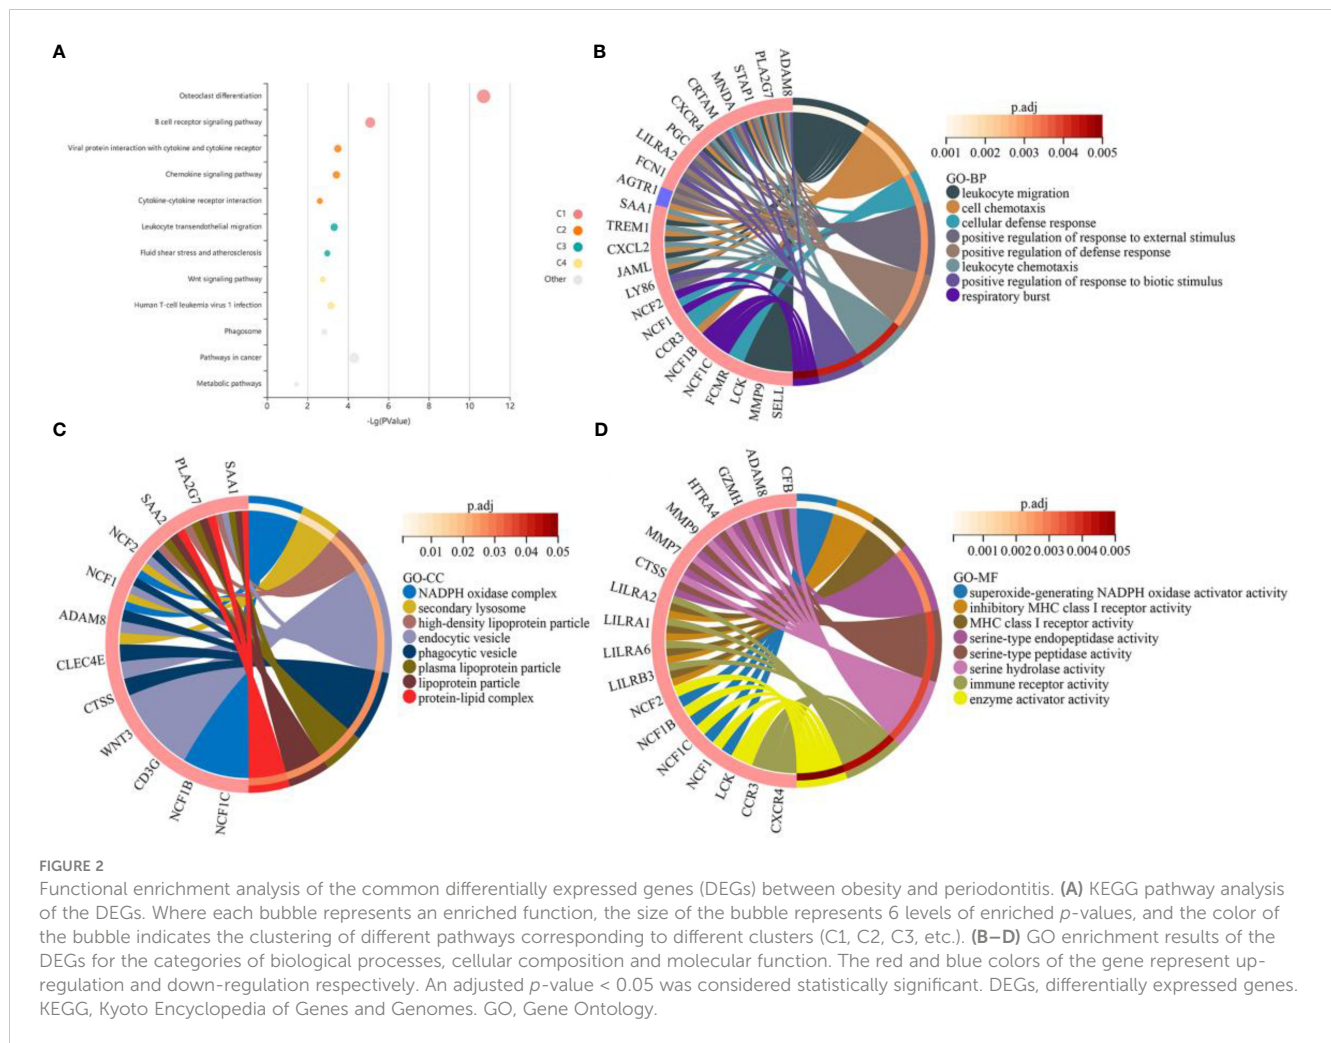 A
Osteoclast differentiation
B cell receptor signaling pathway
Viral protein interaction with cytokine and cytokine receptor
Chemokine signaling pathway
Cytokine-cytokine receptor interaction
Leukocyte transendothelial migration
Fluid shear stress and atherosclerosis
Wnt signaling pathway
Human T-cell leukemia virus 1 infection
Phagosome
Pathways in cancer
Metabolic pathways
0 2 4 6 8 10 12
-Lg(PValue)
C1
C2
C3
C4
Other
B
ADAM8
PLA2G7
STAP1
MNDA
CRTAM
CXCR4
PGC
LILRA2
FCN1
AGTR1
SAA1
TREM1
CXCL2
JAML
LY86
NCF2
NCF1
CCR3
NCF1B
NCF1C
FCMR
LCK
MMP9
SELL
p.adj
0.001 0.002 0.003 0.004 0.005
GO-BP
leukocyte migration
cell chemotaxis
cellular defense response
positive regulation of response to external stimulus
positive regulation of defense response
leukocyte chemotaxis
positive regulation of response to biotic stimulus
respiratory burst
C
SAA1
PLA2G7
SAA2
NCF2
NCF1
ADAM8
CLEC4E
CTSS
WNT3
CD3G
NCF1B
NCF1C
p.adj
0.01 0.02 0.03 0.04 0.05
GO-CC
NADPH oxidase complex
secondary lysosome
high-density lipoprotein particle
endocytic vesicle
phagocytic vesicle
plasma lipoprotein particle
lipoprotein particle
protein-lipid complex
D
CFB
ADAM8
GZMH
HTRA4
MMP9
MMP7
CTSS
LILRA2
LILRA1
LILRA6
LILRB3
NCF2
NCF1B
NCF1C
NCF1
LCK
CCR3
CXCR4
p.adj
0.001 0.002 0.003 0.004 0.005
GO-MF
superoxide-generating NADPH oxidase activator activity
inhibitory MHC class I receptor activity
MHC class I receptor activity
serine-type endopeptidase activity
serine-type peptidase activity
serine hydrolase activity
immune receptor activity
enzyme activator activity
FIGURE 2
Functional enrichment analysis of the common differentially expressed genes (DEGs) between obesity and periodontitis. (A) KEGG pathway analysis
of the DEGs. Where each bubble represents an enriched function, the size of the bubble represents 6 levels of enriched p-values, and the color of
the bubble indicates the clustering of different pathways corresponding to different clusters (C1, C2, C3, etc.). (B–D) GO enrichment results of the
DEGs for the categories of biological processes, cellular composition and molecular function. The red and blue colors of the gene represent up-
regulation and down-regulation respectively. An adjusted p-value < 0.05 was considered statistically significant. DEGs, differentially expressed genes.
KEGG, Kyoto Encyclopedia of Genes and Genomes. GO, Gene Ontology.